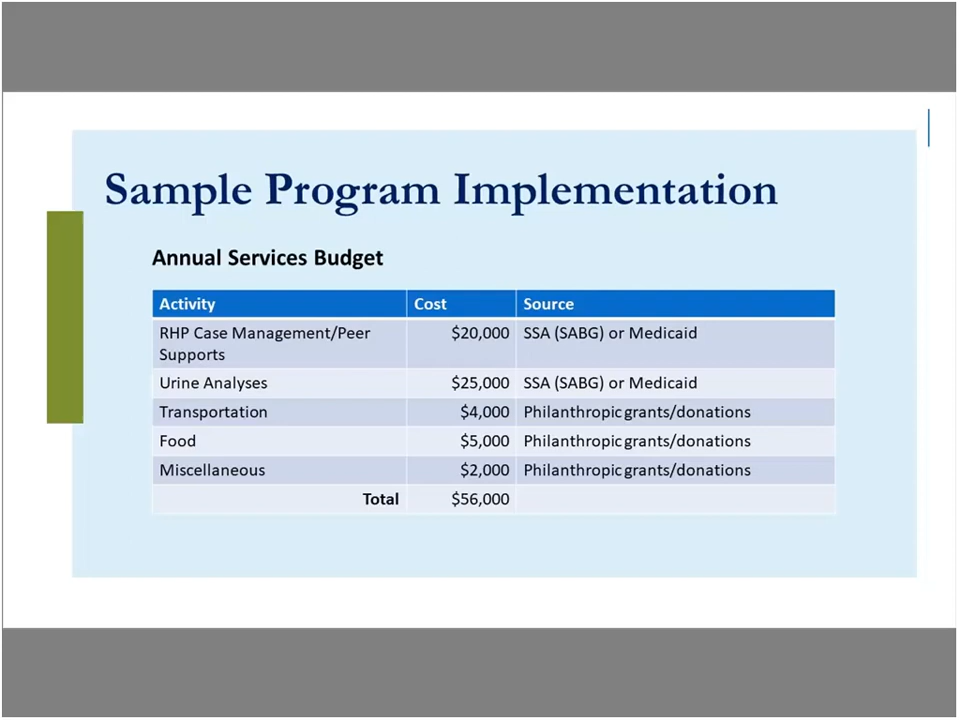 Sample Program Implementation
Annual Services Budget
Activity Cost Source
RHP Case Management/Peer $20,000 SSA (SABG) or Medicaid
Supports
Urine Analyses $25,000 SSA (SABG) or Medicaid
Transportation $4,000 Philanthropic grants/donations
Food $5,000 Philanthropic grants/donations
Miscellaneous $2,000 Philanthropic grants/donations
Total $56,000